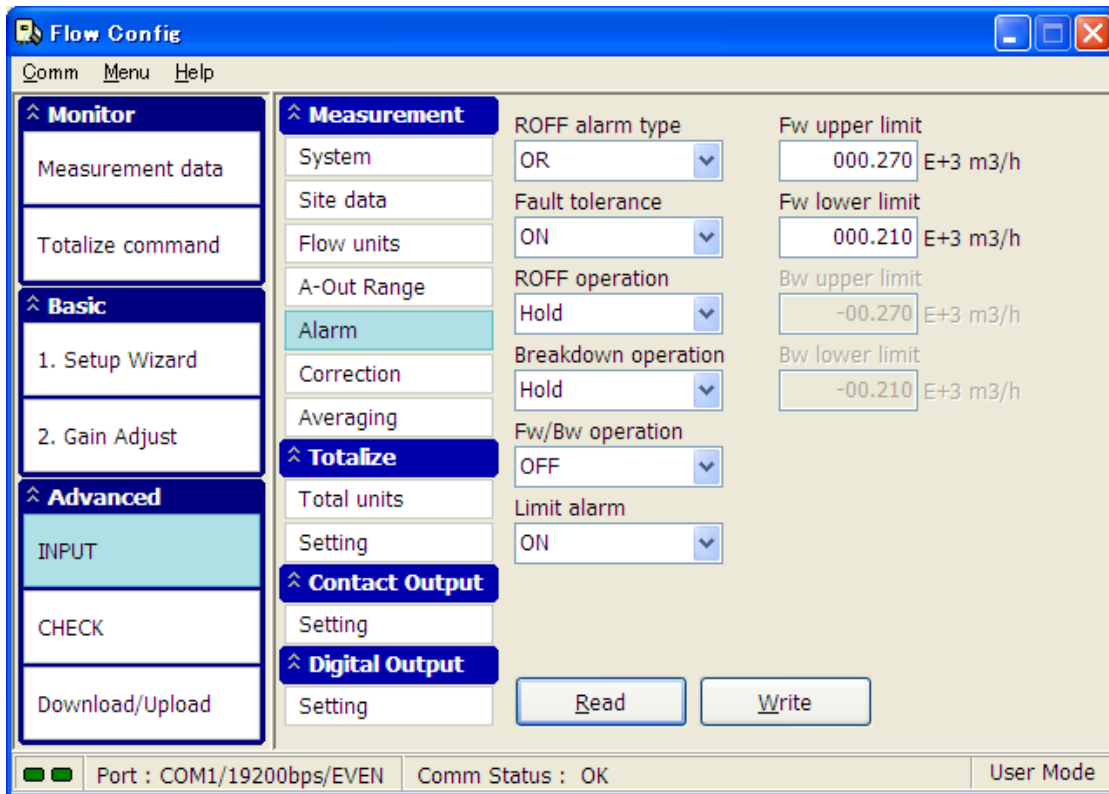 Flow Config
Comm Menu Help
Monitor
Measurement data
Totalize command
Basic
1. Setup Wizard
2. Gain Adjust
Advanced
INPUT
CHECK
Download/Upload
Measurement
System
Site data
Flow units
A-Out Range
Alarm
Correction
Averaging
Totalize
Total units
Setting
Contact Output
Setting
Digital Output
Setting
ROFF alarm type
OR
Fault tolerance
ON
ROFF operation
Hold
Breakdown operation
Hold
Fw/Bw operation
OFF
Limit alarm
ON
Fw upper limit
000.270 E+3 m3/h
Fw lower limit
000.210 E+3 m3/h
Bw upper limit
-00.270 E+3 m3/h
Bw lower limit
-00.210 E+3 m3/h
Read Write
Port : COM1/19200bps/EVEN Comm Status : OK User Mode